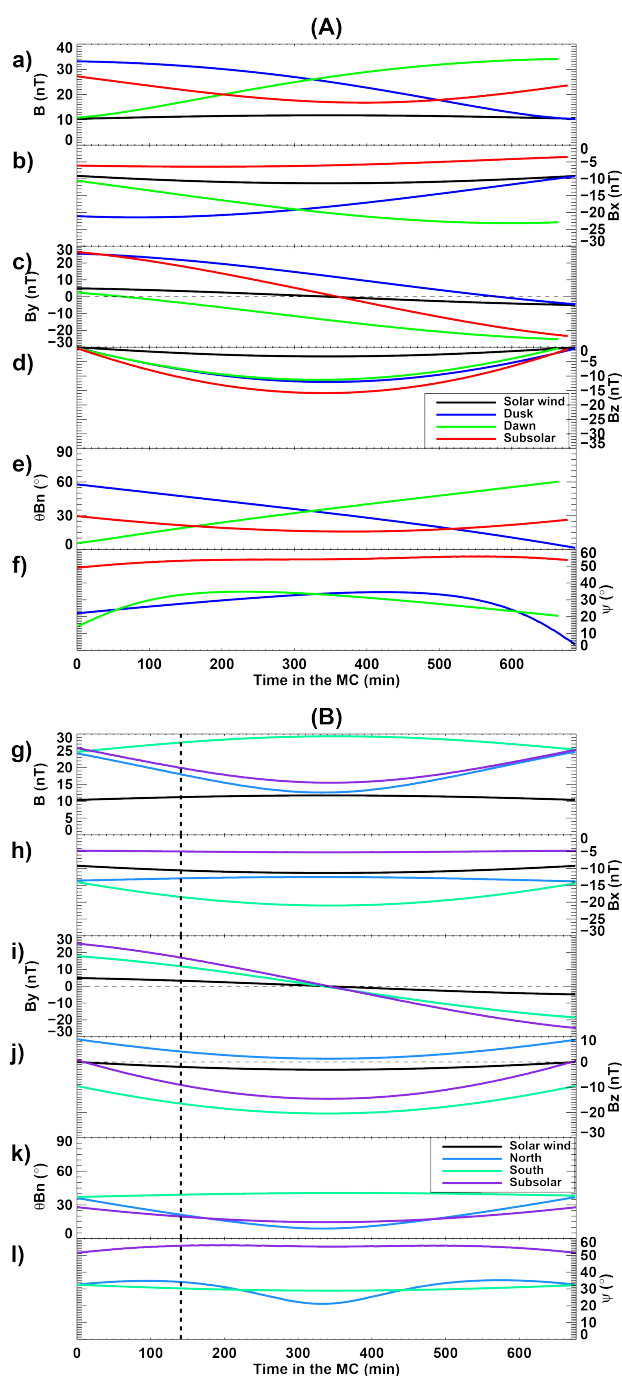 (A)
a)
B (nT)
40
30
20
10
0
b)
Bx (nT)
0
−5
−10
−15
−20
−25
−30
c)
By (nT)
30
20
10
0
−10
−20
−30
d)
Bz (nT)
0
−5
−10
−15
−20
−25
−30
−35
Solar wind
Dusk
Dawn
Subsolar
e)
θBn (°)
90
60
30
0
f)
ψ (°)
60
50
40
30
20
10
0
0 100 200 300 400 500 600
Time in the MC (min)
(B)
g)
B (nT)
30
25
20
15
10
5
0
h)
Bx (nT)
0
−5
−10
−15
−20
−25
−30
i)
By (nT)
30
20
10
0
−10
−20
−30
j)
Bz (nT)
10
0
−10
−20
−30
k)
θBn (°)
90
60
30
0
Solar wind
North
South
Subsolar
l)
ψ (°)
60
50
40
30
20
10
0
0 100 200 300 400 500 600
Time in the MC (min)